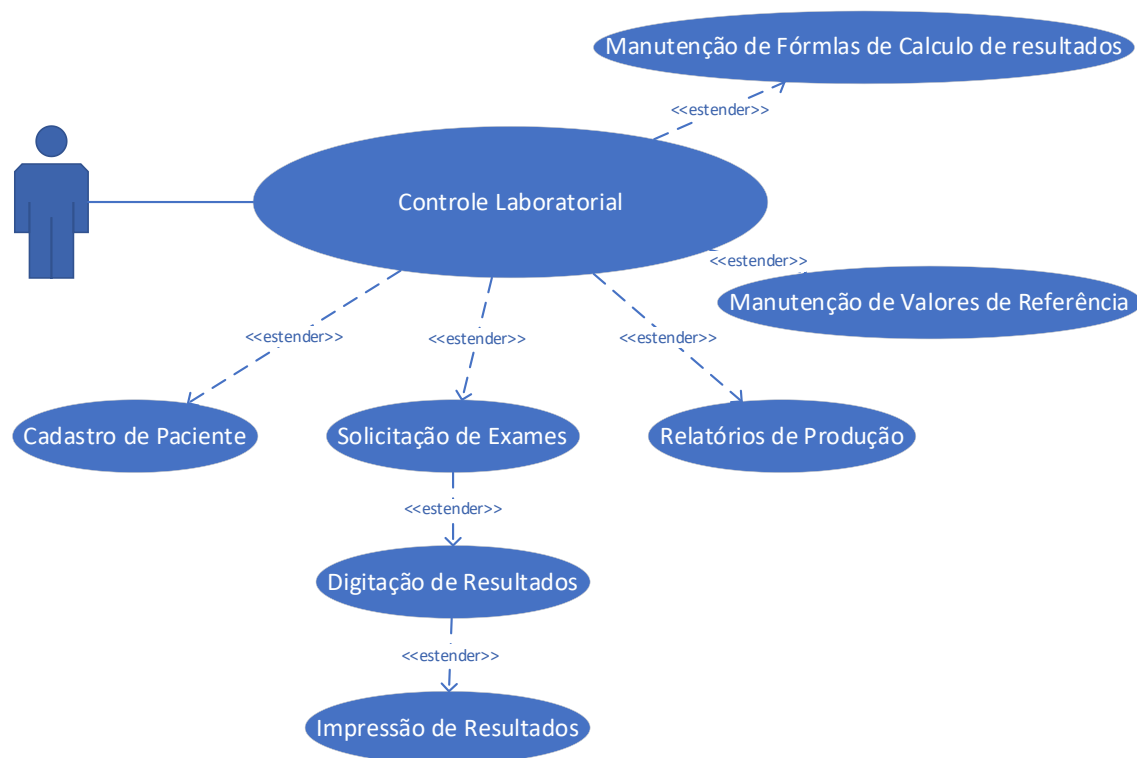 Manutenção de Fórmlas de Calculo de resultados
<<estender>>
Controle Laboratorial
<<estender>>
Manutenção de Valores de Referência
<<estender>>
<<estender>>
<<estender>>
Cadastro de Paciente
Solicitação de Exames
Relatórios de Produção
<<estender>>
Digitação de Resultados
<<estender>>
Impressão de Resultados